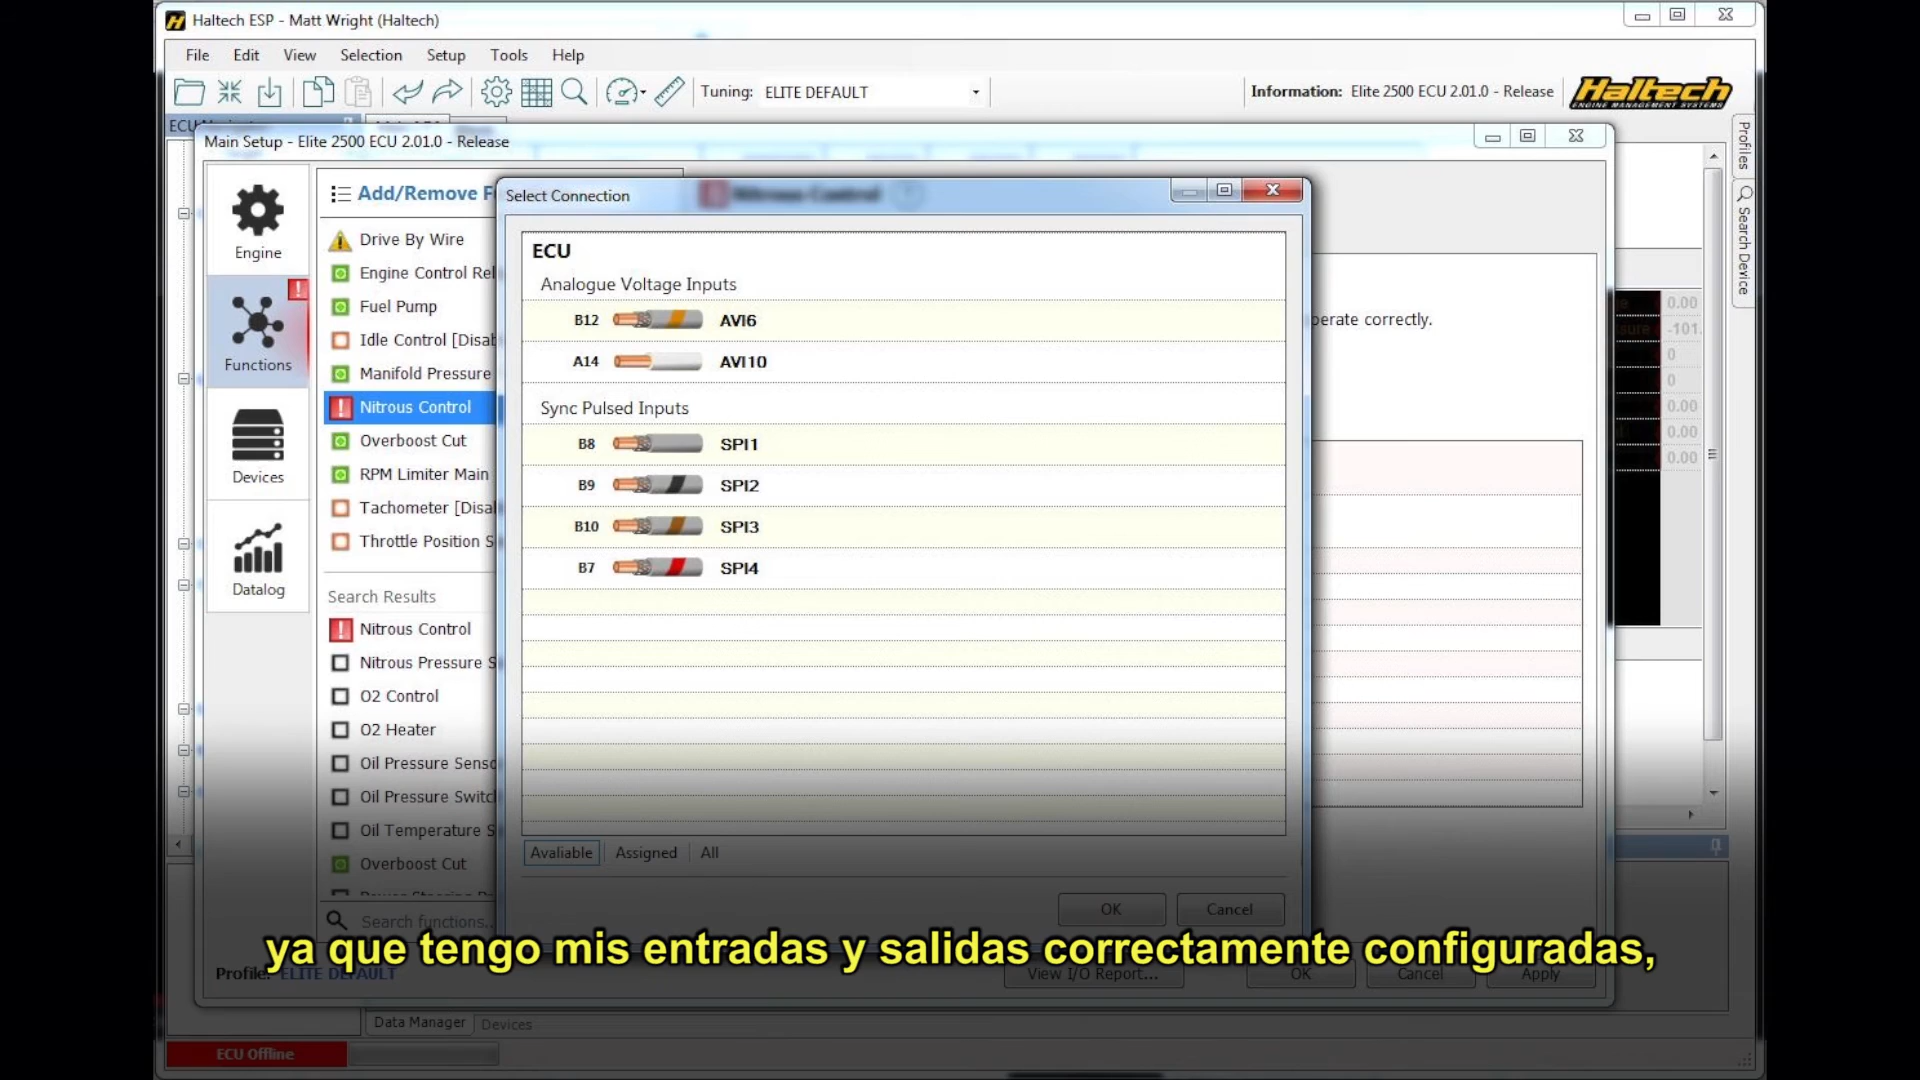 Haltech ESP - Matt Wright (Haltech)
File Edit View Selection Setup Tools Help
Tuning: ELITE DEFAULT
Information: Elite 2500 ECU 2.01.0 - Release
Haltech
ENGINE MANAGEMENT SYSTEMS
Profiles
Search Device
Main Setup - Elite 2500 ECU 2.01.0 - Release
Engine
Functions
Devices
Datalog
Add/Remove F
Drive By Wire
Engine Control Rel
Fuel Pump
Idle Control [Disab
Manifold Pressure
Nitrous Control
Overboost Cut
RPM Limiter Main
Tachometer [Disab
Throttle Position S
Search Results
Nitrous Control
Nitrous Pressure S
O2 Control
O2 Heater
Oil Pressure Senso
Oil Pressure Switc
Oil Temperature S
Overboost Cut
Search functions..
Select Connection
Nitrous Control
ECU
Analogue Voltage Inputs
B12 AVI6
A14 AVI10
Sync Pulsed Inputs
B8 SPI1
B9 SPI2
B10 SPI3
B7 SPI4
Avaliable Assigned All
OK Cancel
perate correctly.
0.00
-101.
0
0
0.00
0.00
0.00
ya que tengo mis entradas y salidas correctamente configuradas,
Profile: ELITE DEFAULT
View I/O Report... OK Cancel Apply
Data Manager Devices
ECU Offline